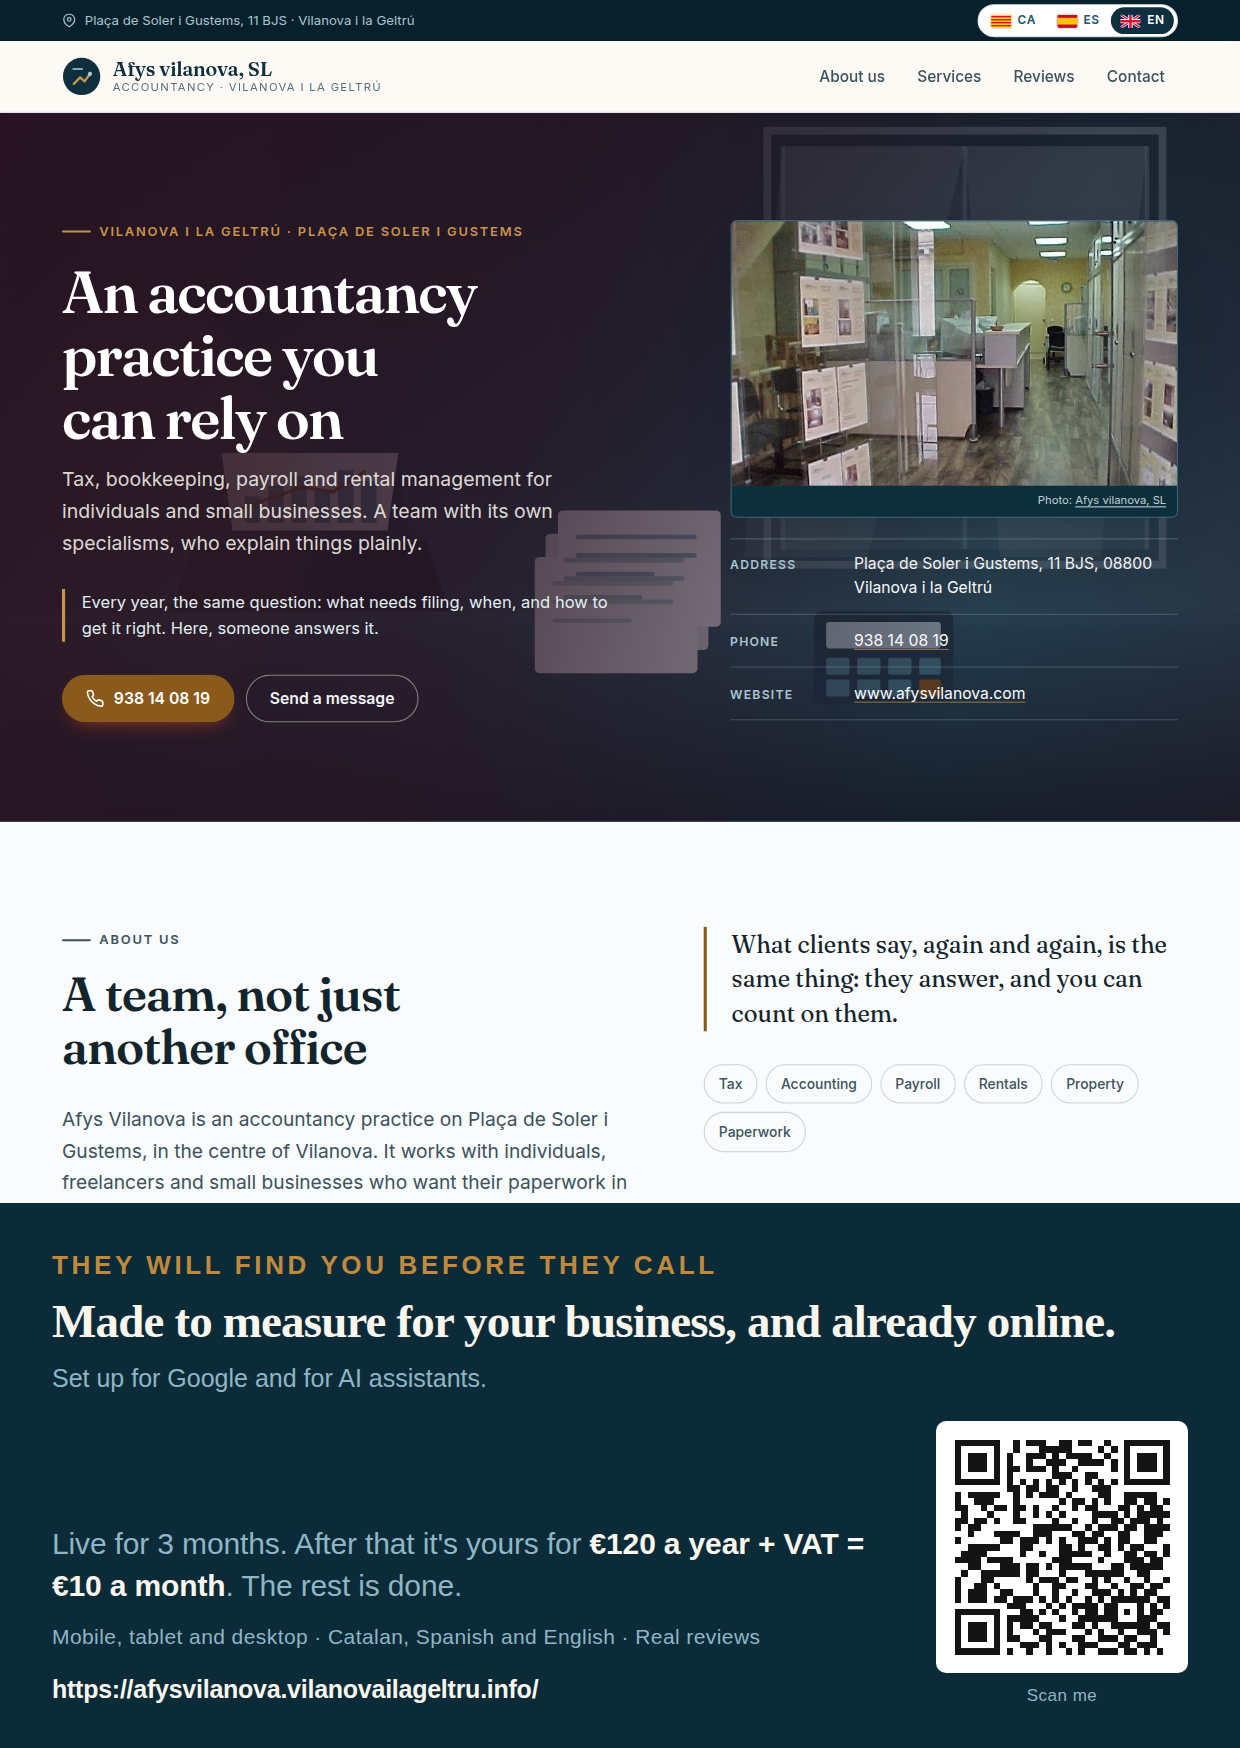 Plaça de Soler i Gustems, 11 BJS · Vilanova i la Geltrú
CA ES EN
Afys vilanova, SL
ACCOUNTANCY · VILANOVA I LA GELTRÚ
About us Services Reviews Contact
VILANOVA I LA GELTRÚ · PLAÇA DE SOLER I GUSTEMS
An accountancy
practice you
can rely on
Tax, bookkeeping, payroll and rental management for
individuals and small businesses. A team with its own
specialisms, who explain things plainly.
Every year, the same question: what needs filing, when, and how to
get it right. Here, someone answers it.
938 14 08 19
Send a message
Photo: Afys vilanova, SL
ADDRESS Plaça de Soler i Gustems, 11 BJS, 08800
Vilanova i la Geltrú
PHONE 938 14 08 19
WEBSITE www.afysvilanova.com
ABOUT US
A team, not just
another office
Afys Vilanova is an accountancy practice on Plaça de Soler i
Gustems, in the centre of Vilanova. It works with individuals,
freelancers and small businesses who want their paperwork in
What clients say, again and again, is the
same thing: they answer, and you can
count on them.
Tax Accounting Payroll Rentals Property
Paperwork
THEY WILL FIND YOU BEFORE THEY CALL
Made to measure for your business, and already online.
Set up for Google and for AI assistants.
Live for 3 months. After that it's yours for €120 a year + VAT =
€10 a month. The rest is done.
Mobile, tablet and desktop · Catalan, Spanish and English · Real reviews
https://afysvilanova.vilanovailageltru.info/
Scan me